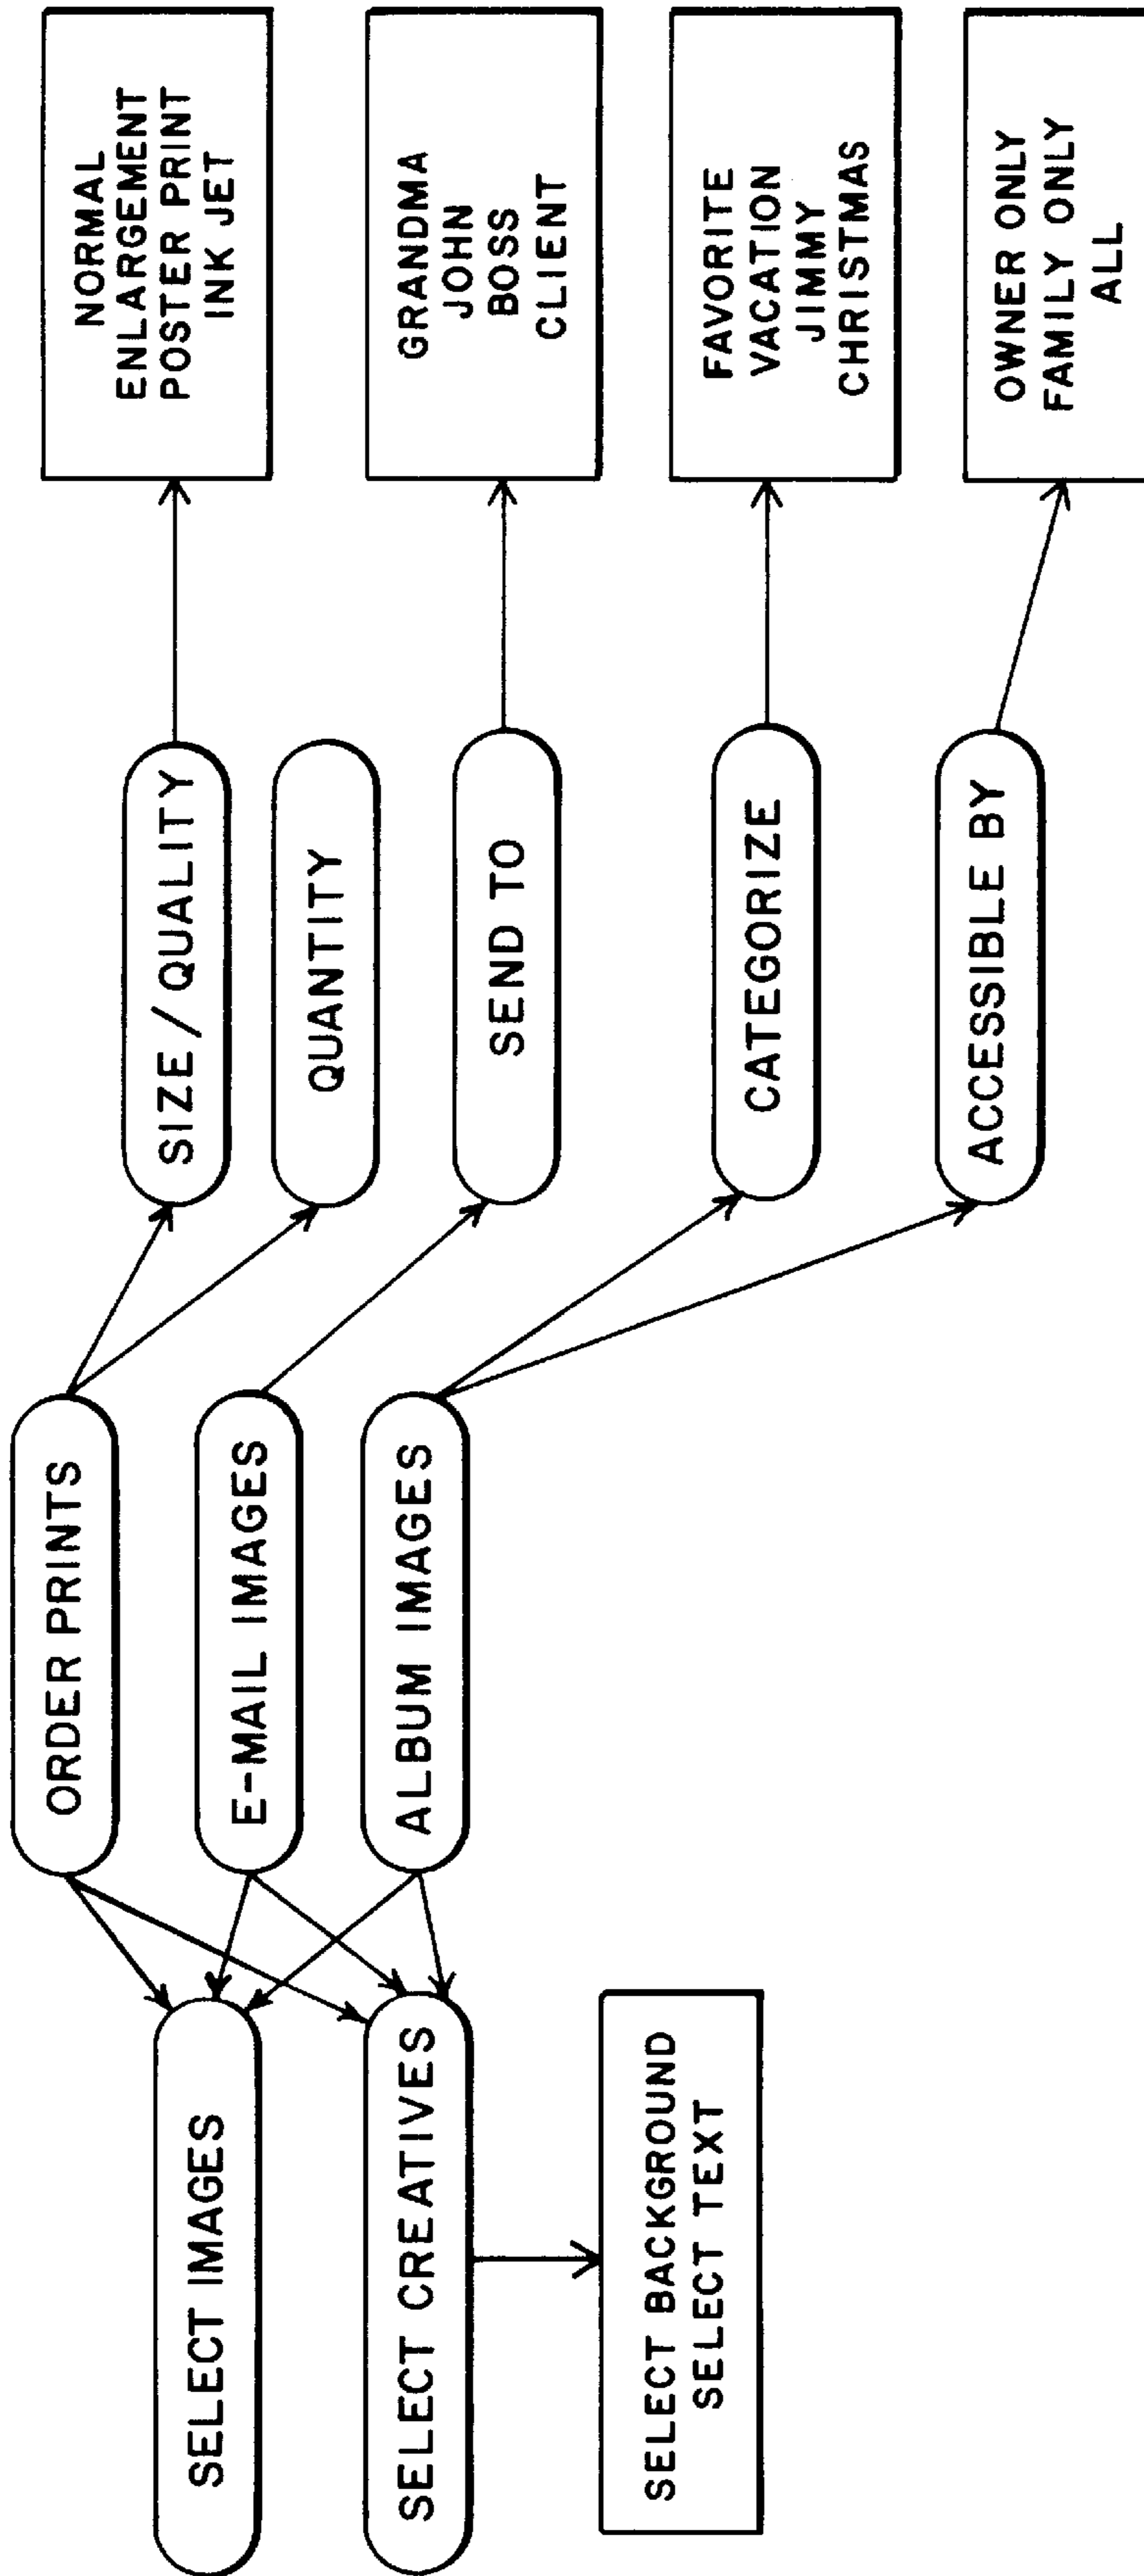 SELECT IMAGES
SELECT CREATIVES
SELECT BACKGROUND
SELECT TEXT
ORDER PRINTS
E-MAIL IMAGES
ALBUM IMAGES
SIZE / QUALITY
QUANTITY
SEND TO
CATEGORIZE
ACCESSIBLE BY
NORMAL
ENLARGEMENT
POSTER PRINT
INK JET
GRANDMA
JOHN
BOSS
CLIENT
FAVORITE
VACATION
JIMMY
CHRISTMAS
OWNER ONLY
FAMILY ONLY
ALL